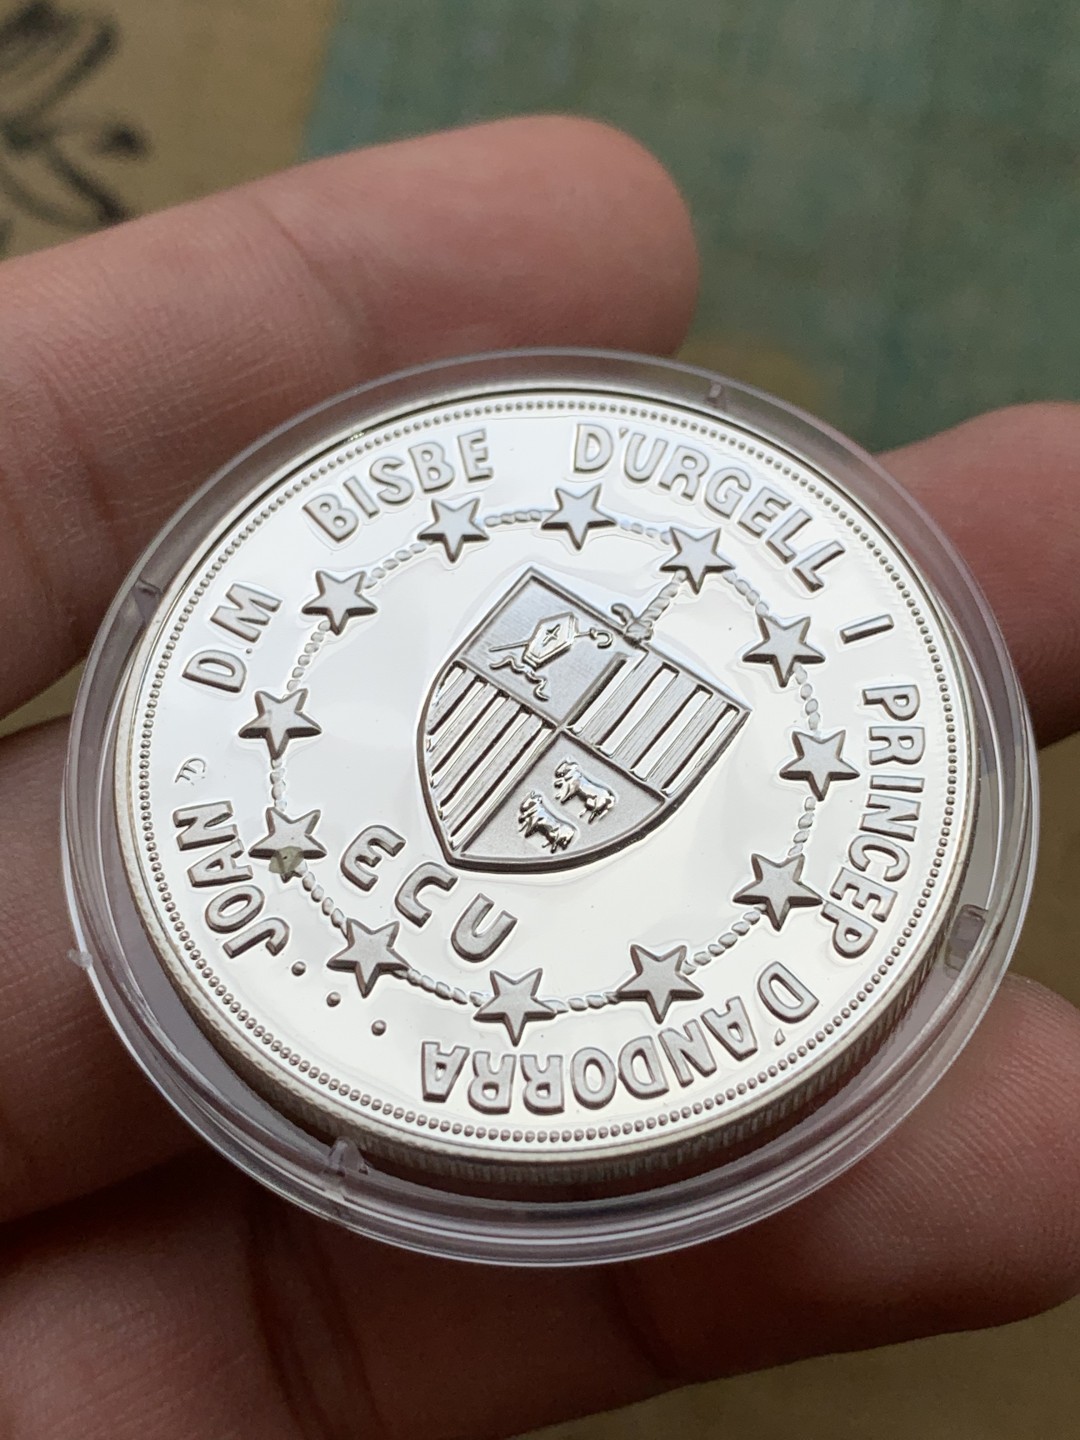 JOAN D.M BISBE D'URGELL I PRINCEP D'ANDORRA
ECU